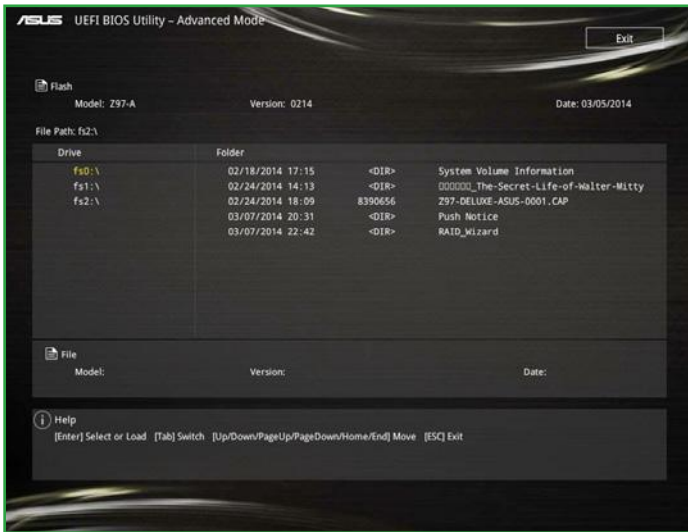 ASUS UEFI BIOS Utility – Advanced Mode
Exit
Flash
Model: Z97-A Version: 0214 Date: 03/05/2014
File Path: fs2:\
Drive Folder
fs0:\ 02/18/2014 17:15 <DIR> System Volume Information
fs1:\ 02/24/2014 14:13 <DIR> □□□□□□_The-Secret-Life-of-Walter-Mitty
fs2:\ 02/24/2014 18:09 8390656 Z97-DELUXE-ASUS-0001.CAP
03/07/2014 20:31 <DIR> Push Notice
03/07/2014 22:42 <DIR> RAID_Wizard
File
Model: Version: Date:
Help
[Enter] Select or Load [Tab] Switch [Up/Down/PageUp/PageDown/Home/End] Move [ESC] Exit